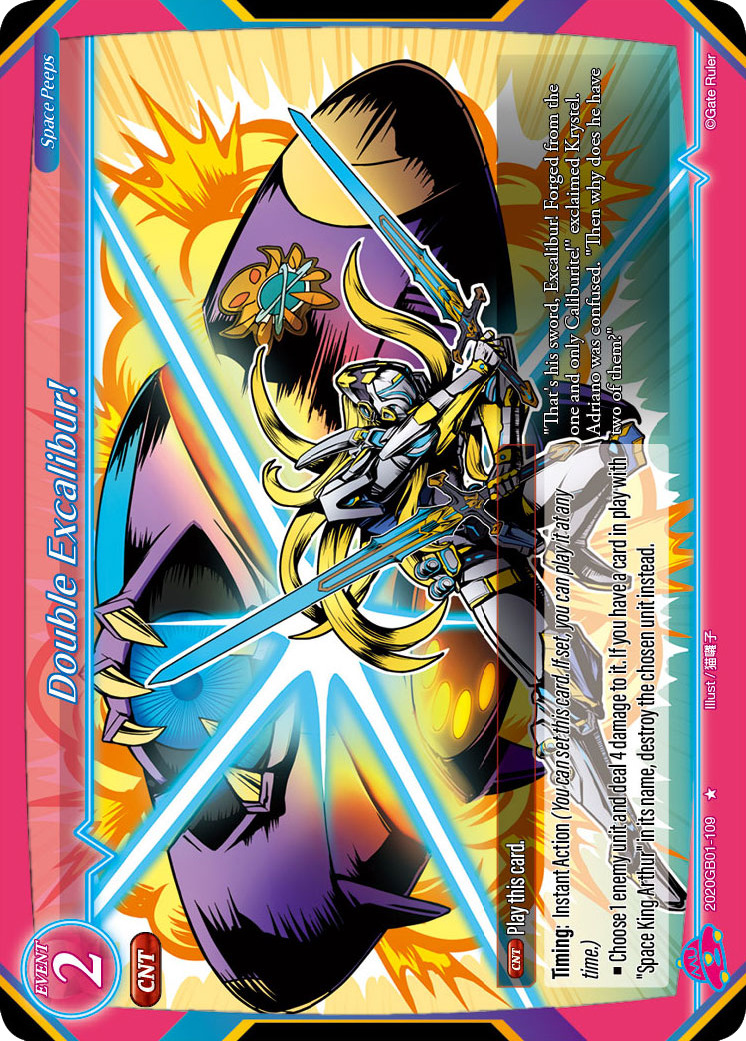 EVENT
2
Double Excalibur!
Space Peeps
CNT
CNT Play this card.
Timing: Instant Action (You can set this card. If set, you can play it at any
time.)
■ Choose 1 enemy unit and deal 4 damage to it. If you have a card in play with
"Space King Arthur" in its name, destroy the chosen unit instead.
"That's his sword, Excalibur! Forged from the
one and only Caliburite!" exclaimed Krystel.
Adriano was confused. "Then why does he have
two of them?"
2020GB01-109 ★
Illust / 猫囃子
©Gate Ruler